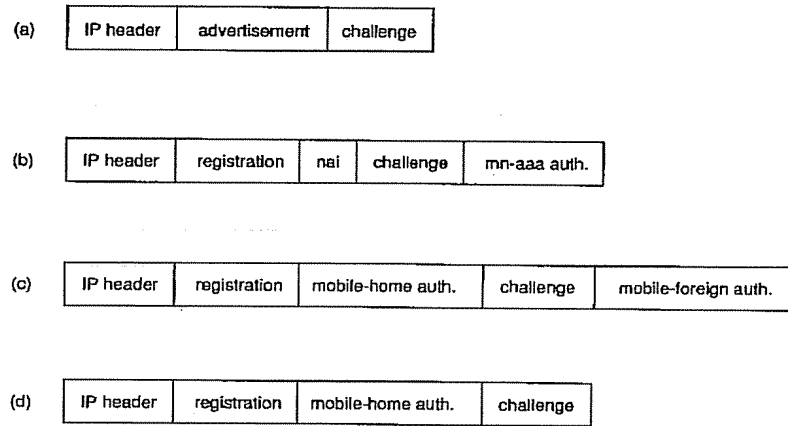 (a) IP header advertisement challenge
(b) IP header registration nai challenge mn-aaa auth.
(c) IP header registration mobile-home auth. challenge mobile-foreign auth.
(d) IP header registration mobile-home auth. challenge